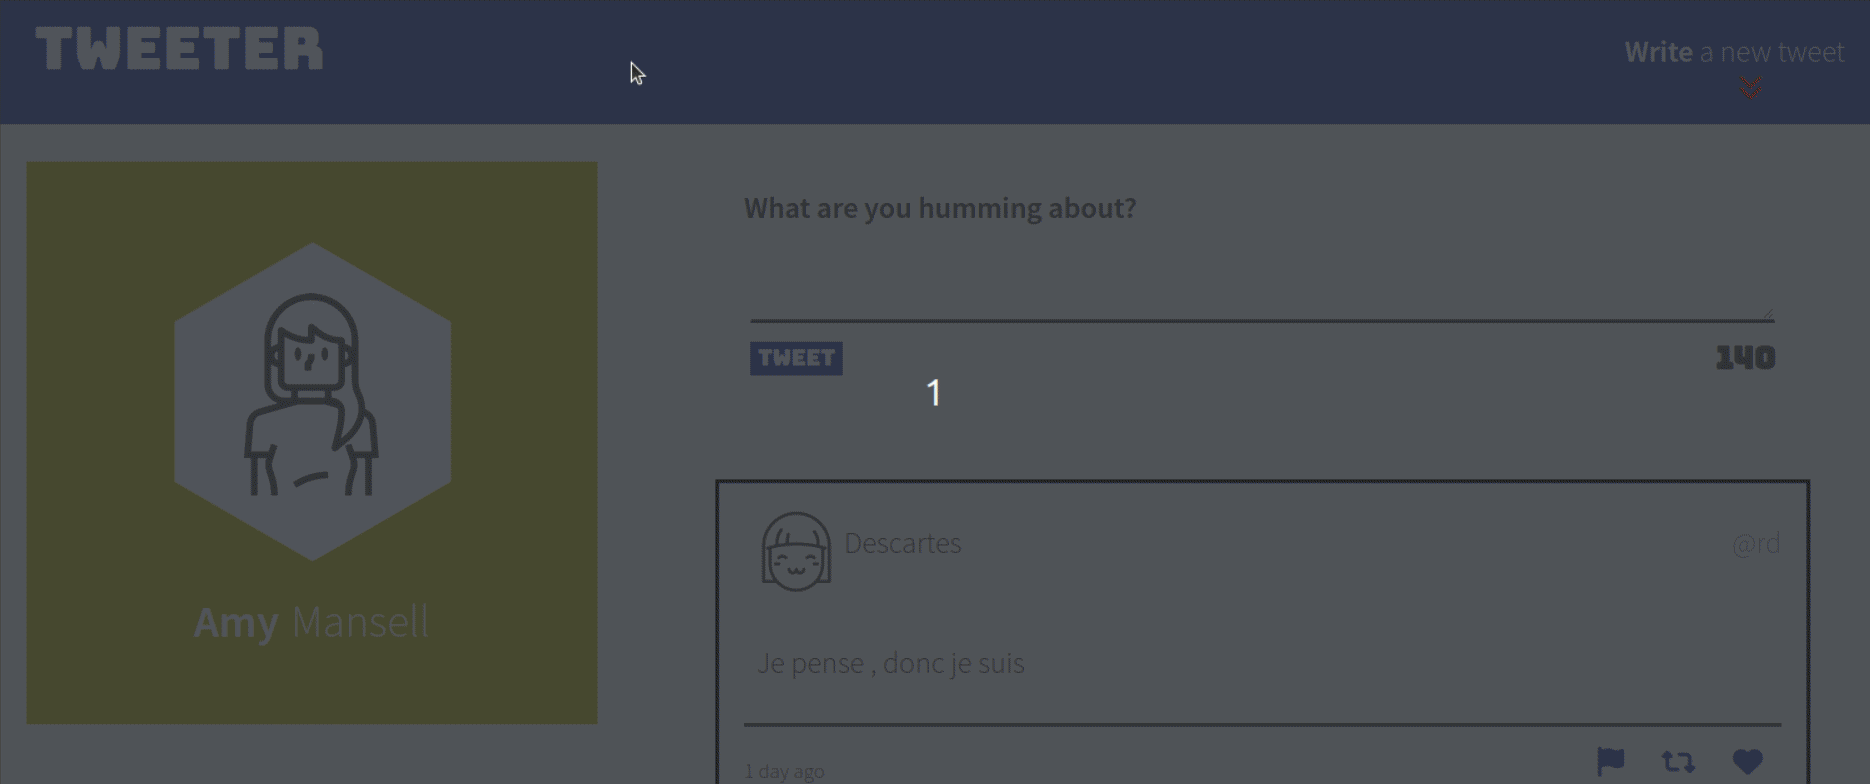 TWEETER
Write a new tweet
What are you humming about?
TWEET
140
1
Amy Mansell
Descartes
@rd
Je pense , donc je suis
1 day ago